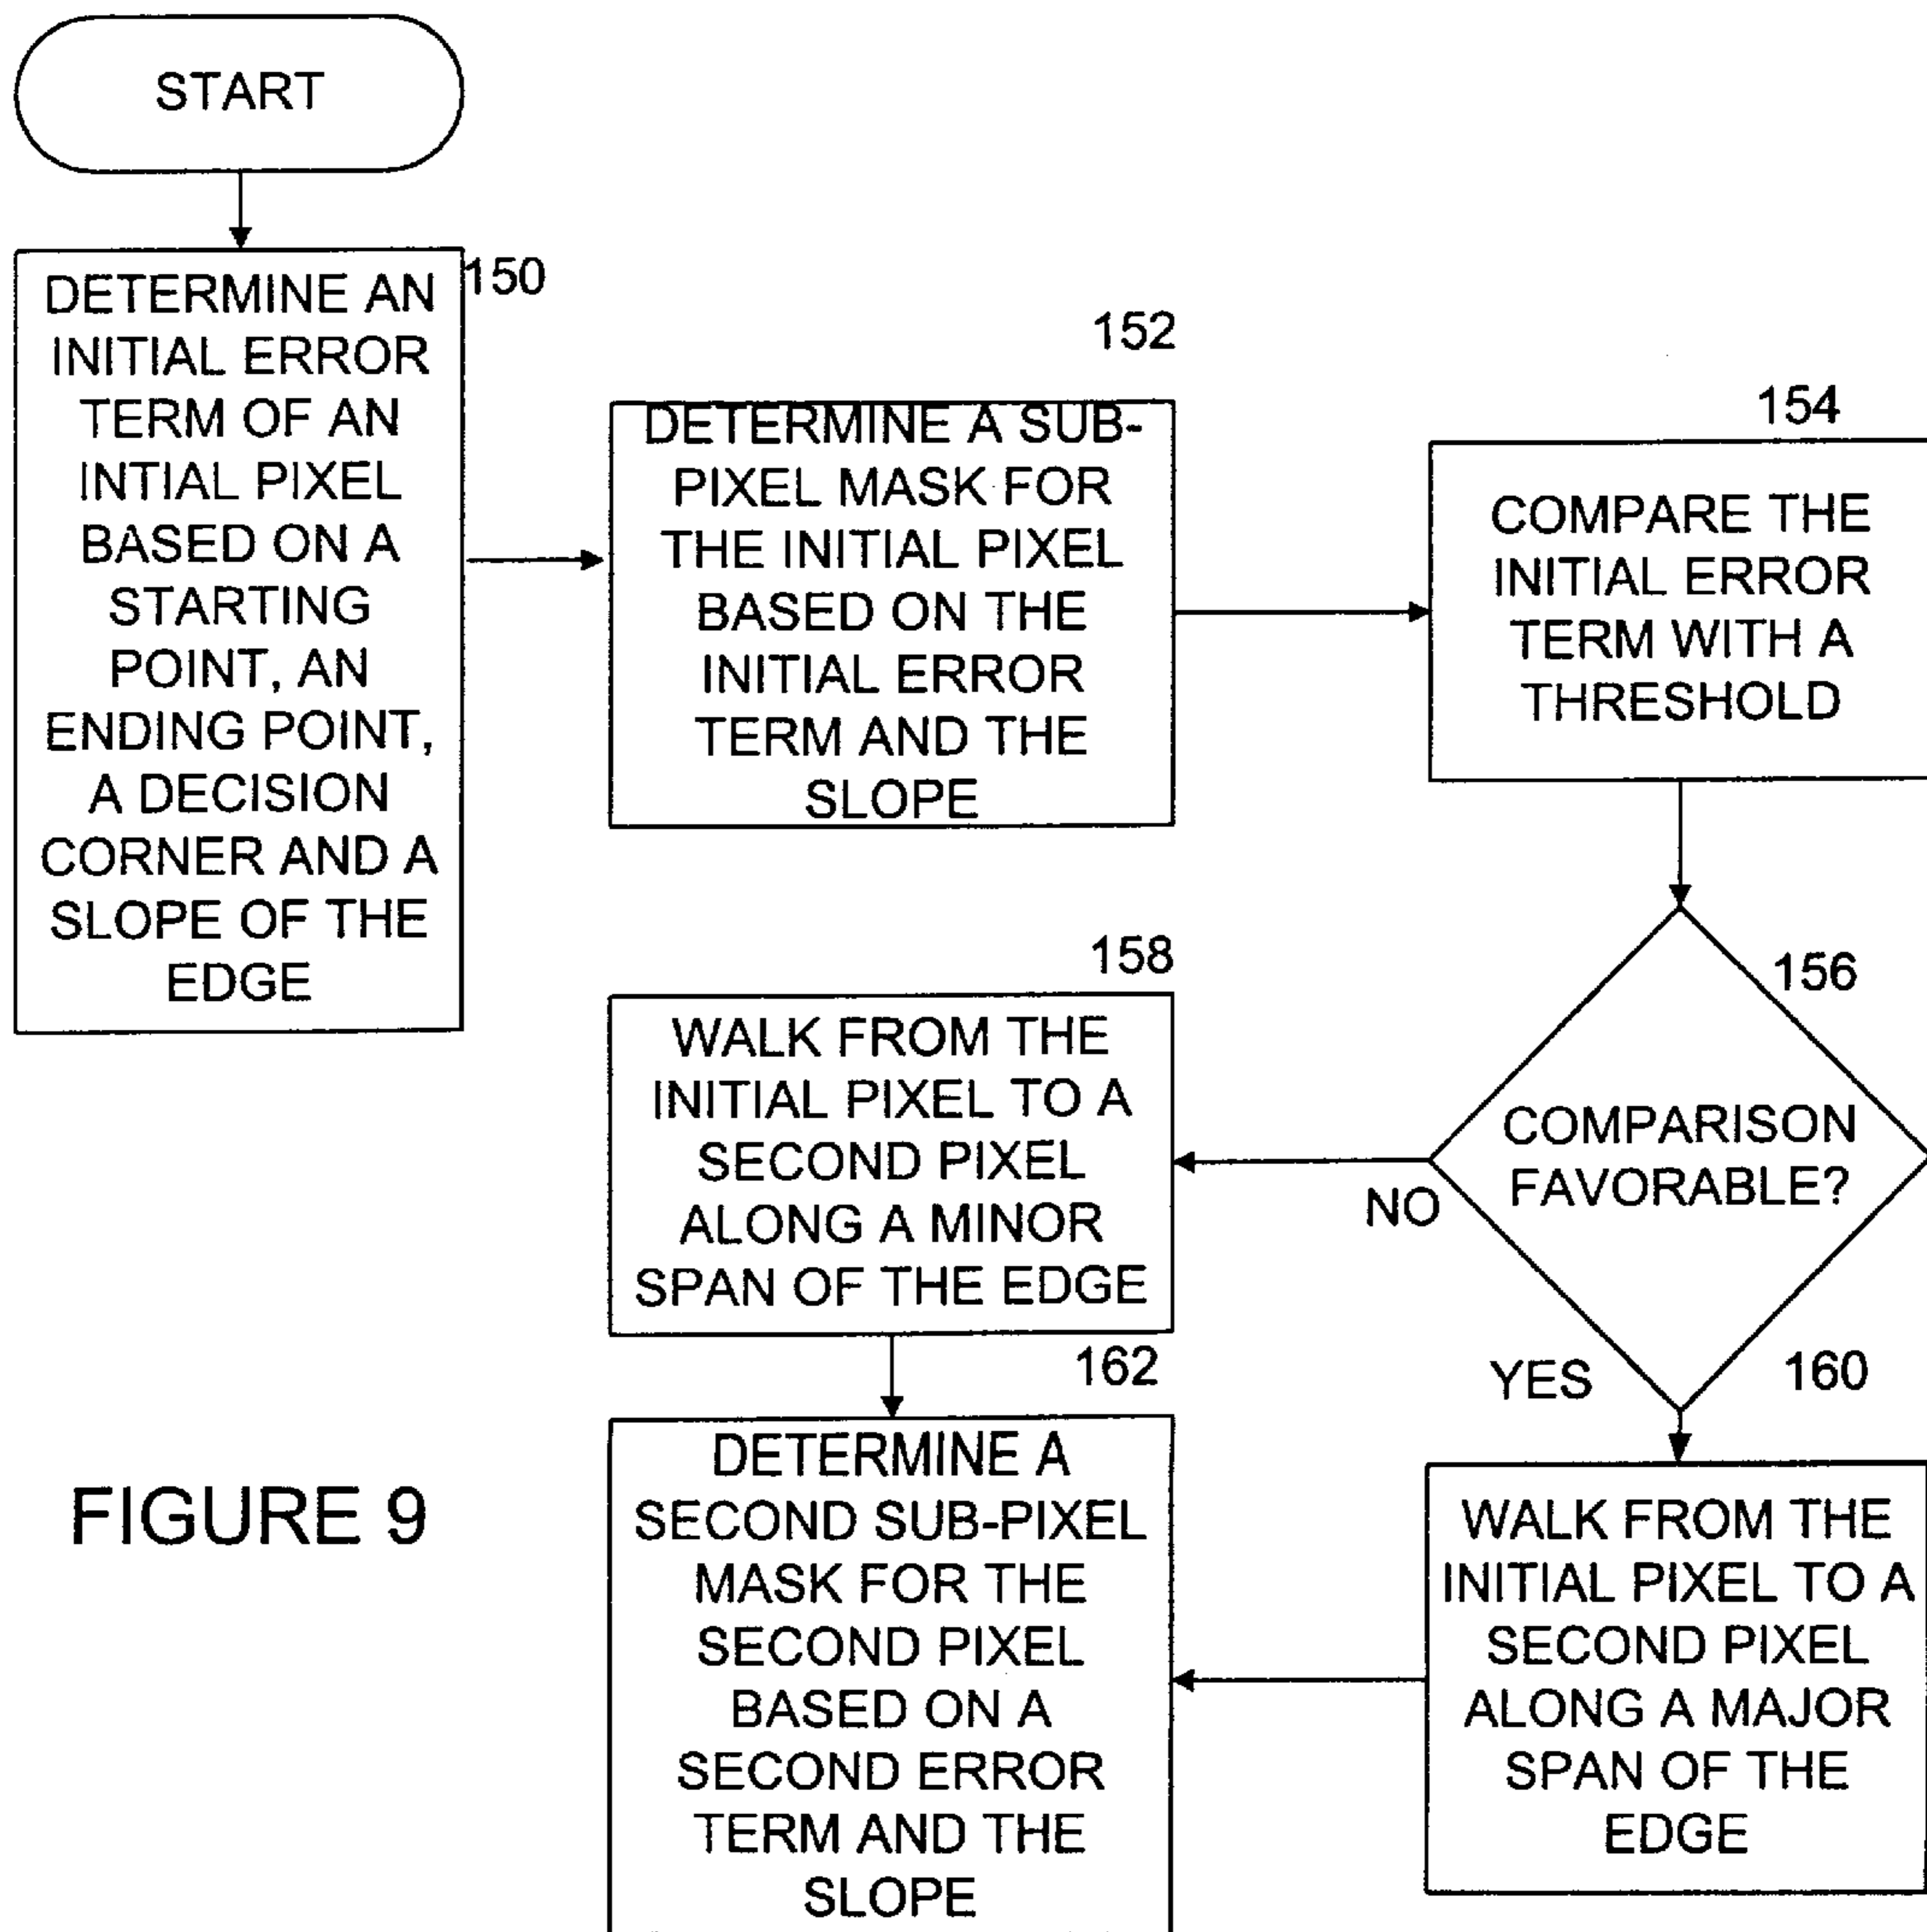 START
150
DETERMINE AN
INITIAL ERROR
TERM OF AN
INTIAL PIXEL
BASED ON A
STARTING
POINT, AN
ENDING POINT,
A DECISION
CORNER AND A
SLOPE OF THE
EDGE
152
DETERMINE A SUB-
PIXEL MASK FOR
THE INITIAL PIXEL
BASED ON THE
INITIAL ERROR
TERM AND THE
SLOPE
154
COMPARE THE
INITIAL ERROR
TERM WITH A
THRESHOLD
156
COMPARISON
FAVORABLE?
NO
YES
158
WALK FROM THE
INITIAL PIXEL TO A
SECOND PIXEL
ALONG A MINOR
SPAN OF THE EDGE
160
WALK FROM THE
INITIAL PIXEL TO A
SECOND PIXEL
ALONG A MAJOR
SPAN OF THE
EDGE
162
DETERMINE A
SECOND SUB-PIXEL
MASK FOR THE
SECOND PIXEL
BASED ON A
SECOND ERROR
TERM AND THE
SLOPE
FIGURE 9